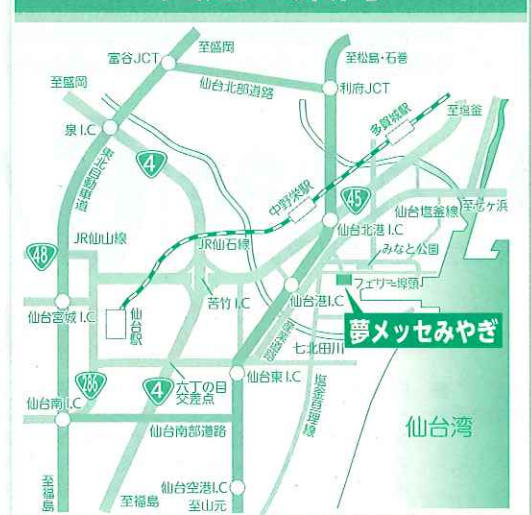 至盛岡
富谷JCT
至松島・石巻
至盛岡
仙台北部道路
利府JCT
至塩釜
多賀城駅
泉I.C
4
東北自動車道
中野栄駅
45
仙台塩釜線
至七ヶ浜
仙台北港I.C
JR仙山線
JR仙石線
みなと公園
48
フェリー埠頭
苦竹I.C
仙台港I.C
仙台宮城I.C
仙台駅
夢メッセみやぎ
七北田川
286
4
六丁の目
交差点
仙台東I.C
塩釜亘理線
仙台南I.C
仙台南部道路
仙台湾
仙台空港I.C
至福島
至福島
至山元